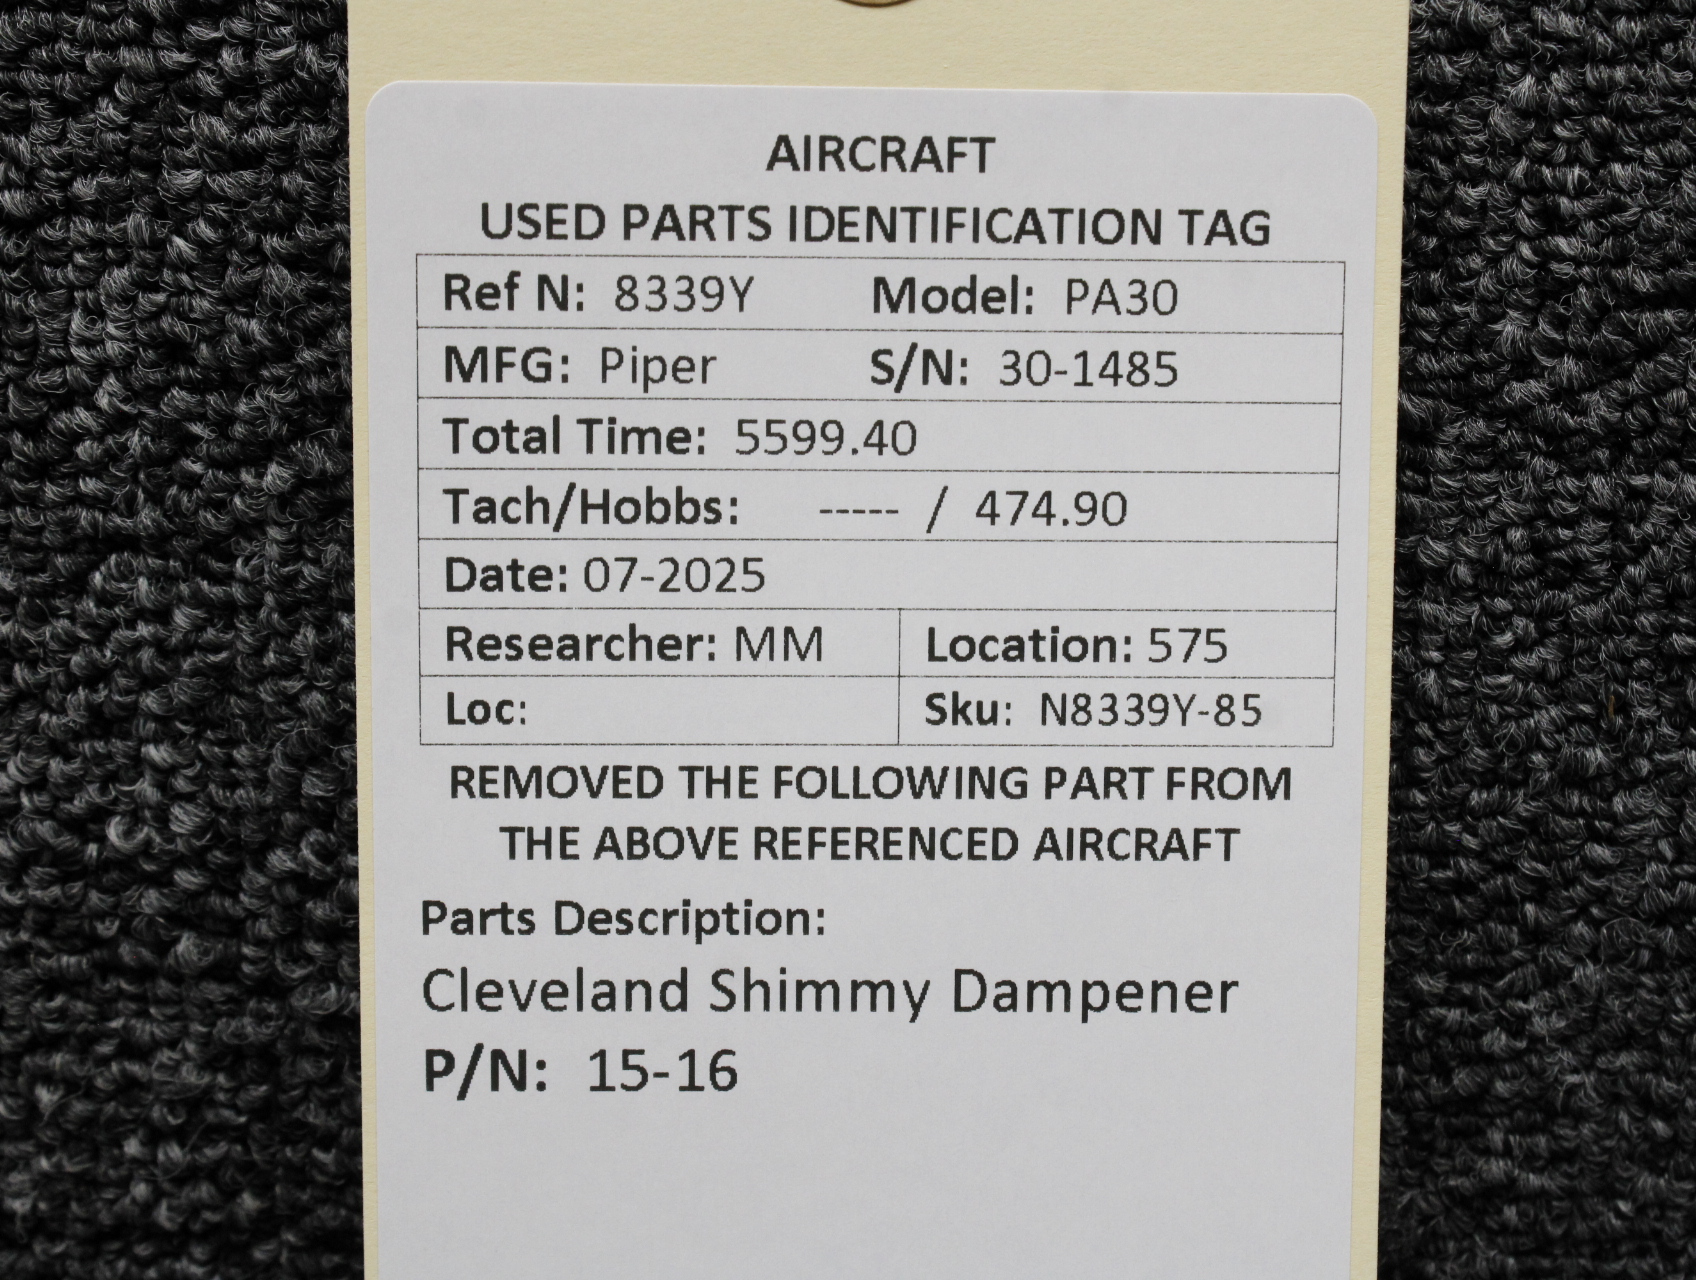 AIRCRAFT
USED PARTS IDENTIFICATION TAG
Ref N: 8339Y Model: PA30
MFG: Piper S/N: 30-1485
Total Time: 5599.40
Tach/Hobbs: ----- / 474.90
Date: 07-2025
Researcher: MM Location: 575
Loc: Sku: N8339Y-85
REMOVED THE FOLLOWING PART FROM
THE ABOVE REFERENCED AIRCRAFT
Parts Description:
Cleveland Shimmy Dampener
P/N: 15-16